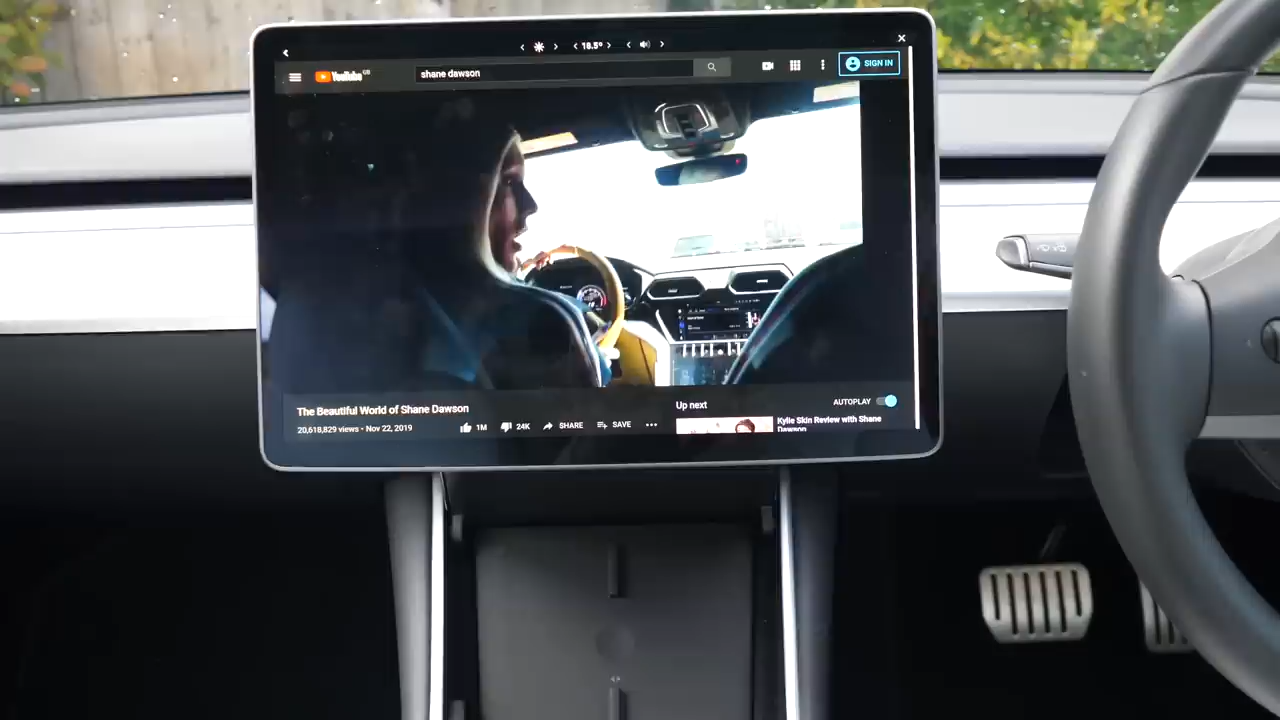 18.5°
YouTube GB
shane dawson
SIGN IN
The Beautiful World of Shane Dawson
20,618,829 views • Nov 22, 2019
1M
24K
SHARE
SAVE
Up next
AUTOPLAY
Kylie Skin Review with Shane
Dawson